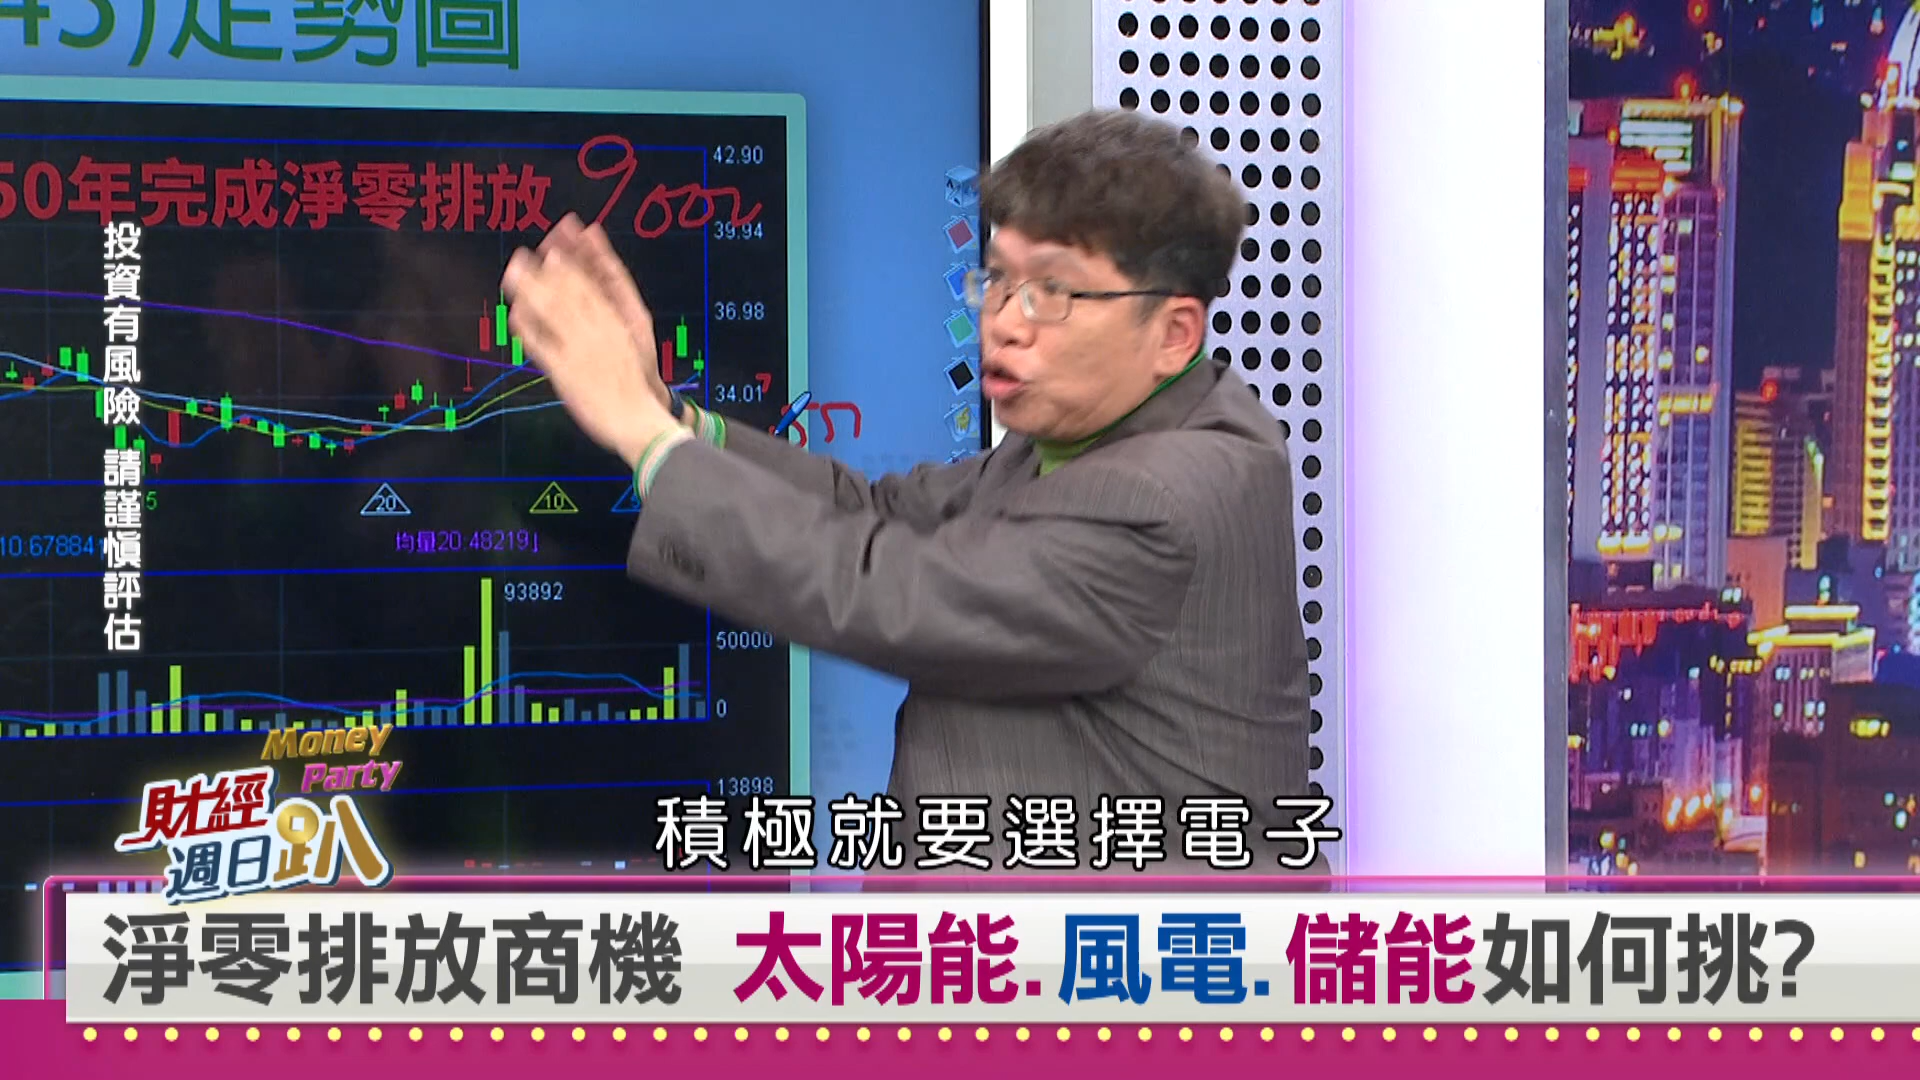 43)走勢圖
50年完成淨零排放
9000
42.90
39.94
36.98
34.01
投資有風險 請謹慎評估
5
20
10
10:67884
均量20:48219↓
93892
50000
0
13898
Money
Party
財經
週日趴
積極就要選擇電子
淨零排放商機 太陽能.風電.儲能如何挑?